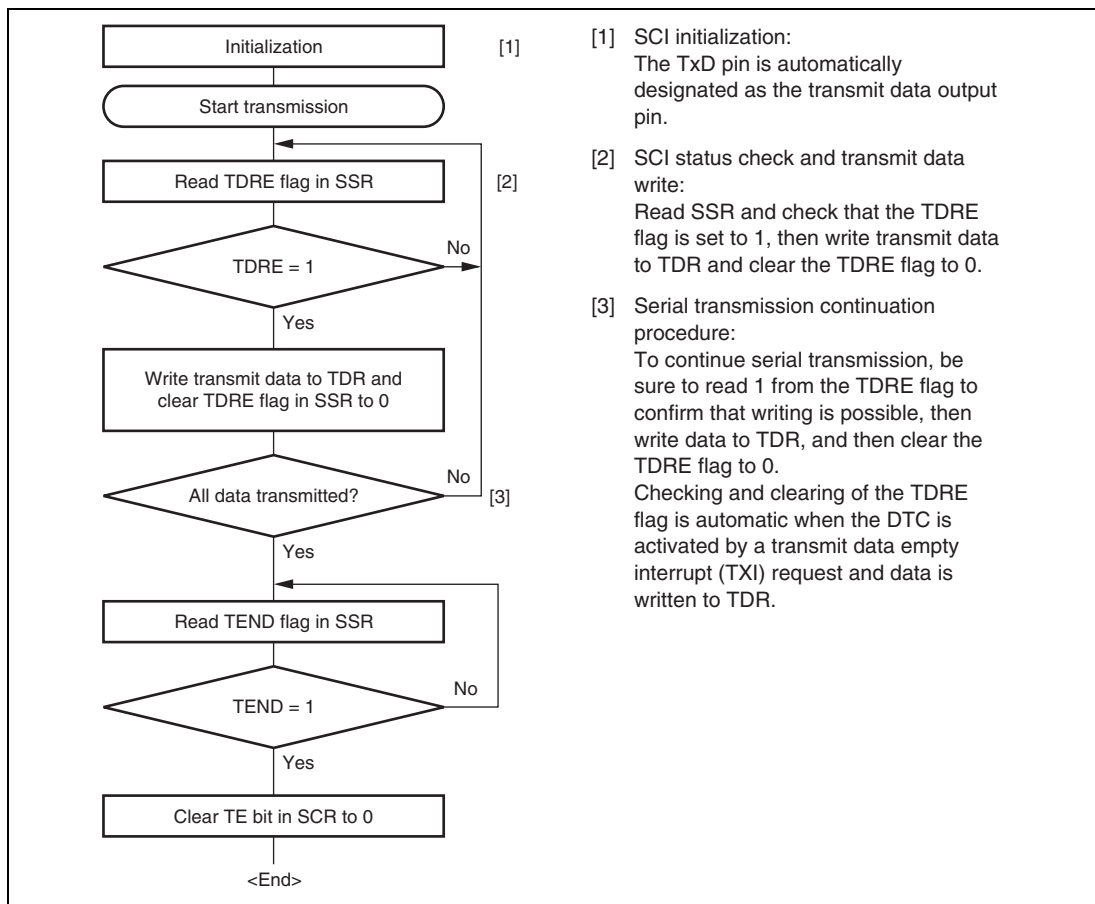 Initialization
[1]
Start transmission
Read TDRE flag in SSR
[2]
TDRE = 1
No
Yes
Write transmit data to TDR and
clear TDRE flag in SSR to 0
All data transmitted?
No
[3]
Yes
Read TEND flag in SSR
TEND = 1
No
Yes
Clear TE bit in SCR to 0
<End>
[1] SCI initialization:
The TxD pin is automatically
designated as the transmit data output
pin.
[2] SCI status check and transmit data
write:
Read SSR and check that the TDRE
flag is set to 1, then write transmit data
to TDR and clear the TDRE flag to 0.
[3] Serial transmission continuation
procedure:
To continue serial transmission, be
sure to read 1 from the TDRE flag to
confirm that writing is possible, then
write data to TDR, and then clear the
TDRE flag to 0.
Checking and clearing of the TDRE
flag is automatic when the DTC is
activated by a transmit data empty
interrupt (TXI) request and data is
written to TDR.